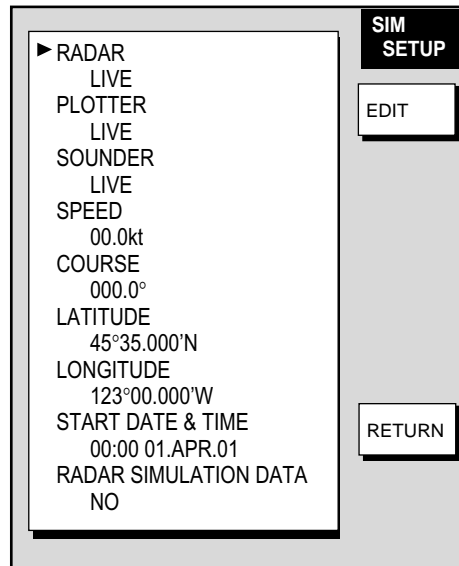 SIM
SETUP
►RADAR
LIVE
PLOTTER
LIVE
SOUNDER
LIVE
SPEED
00.0kt
COURSE
000.0°
LATITUDE
45°35.000’N
LONGITUDE
123°00.000’W
START DATE & TIME
00:00 01.APR.01
RADAR SIMULATION DATA
NO
EDIT
RETURN